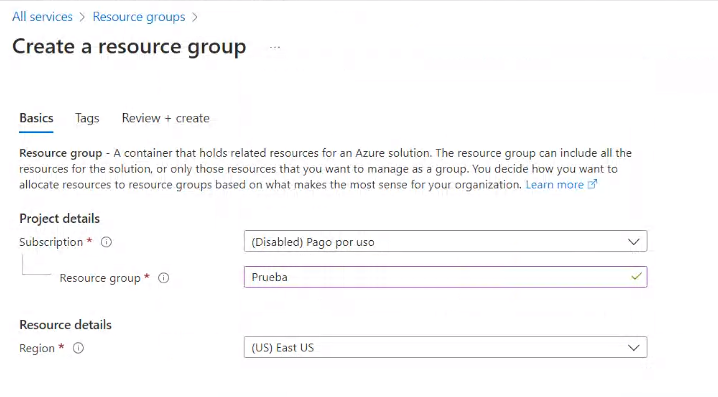 All services > Resource groups >
Create a resource group ...
Basics Tags Review + create
Resource group - A container that holds related resources for an Azure solution. The resource group can include all the
resources for the solution, or only those resources that you want to manage as a group. You decide how you want to
allocate resources to resource groups based on what makes the most sense for your organization. Learn more
Project details
Subscription * (Disabled) Pago por uso
Resource group * Prueba
Resource details
Region * (US) East US